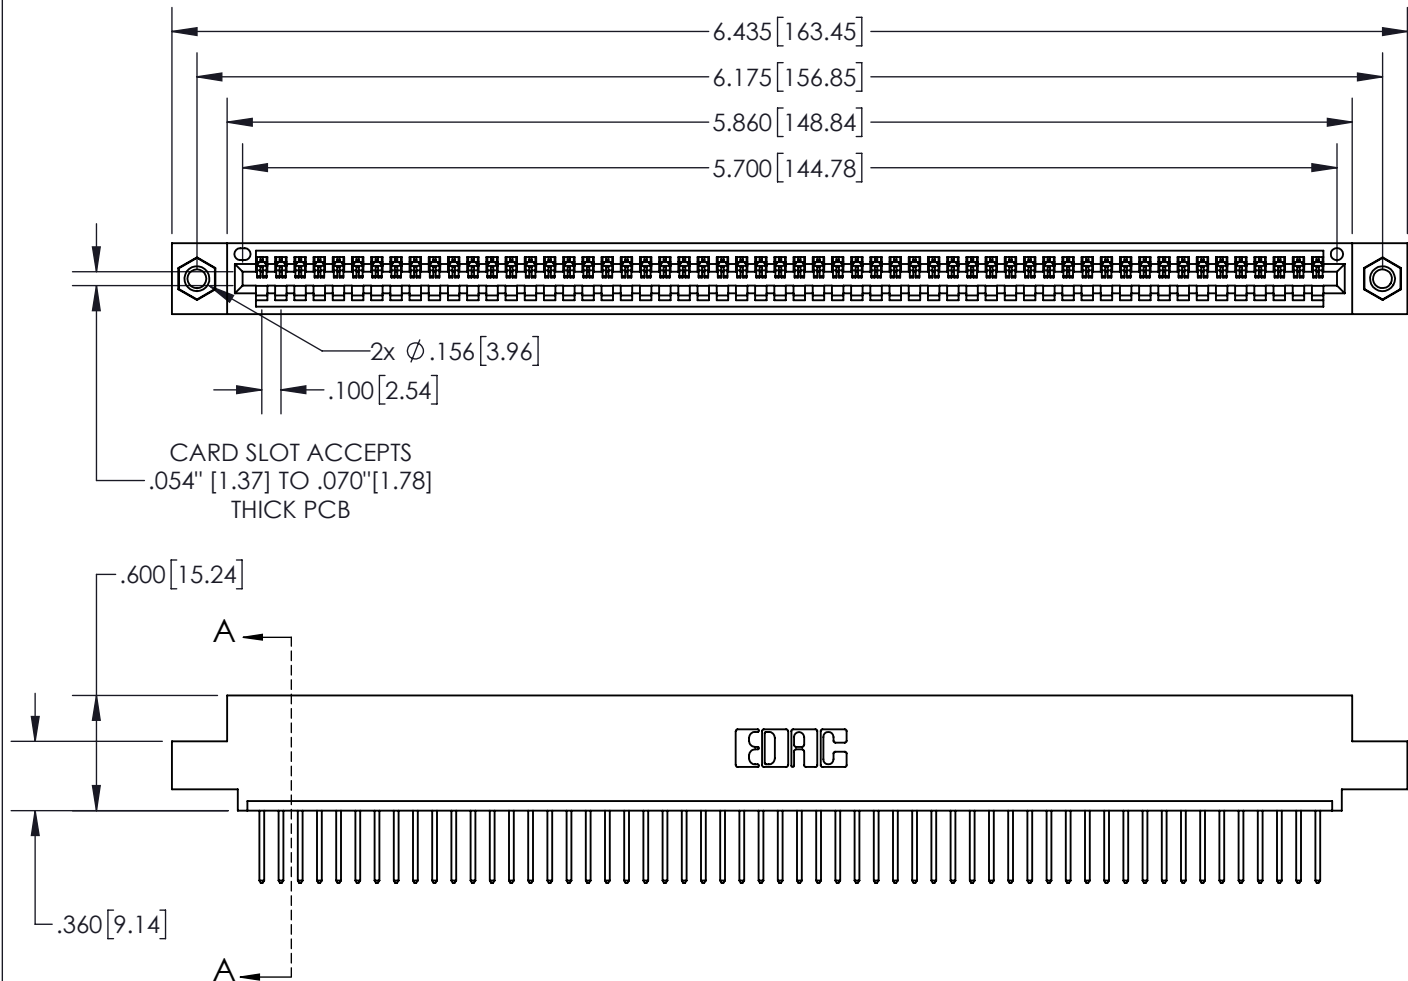 6.435[163.45]
6.175[156.85]
5.860[148.84]
5.700[144.78]
2x Ø.156[3.96]
.100[2.54]
CARD SLOT ACCEPTS
.054" [1.37] TO .070"[1.78]
THICK PCB
.600[15.24]
A
EDAC
.360[9.14]
A